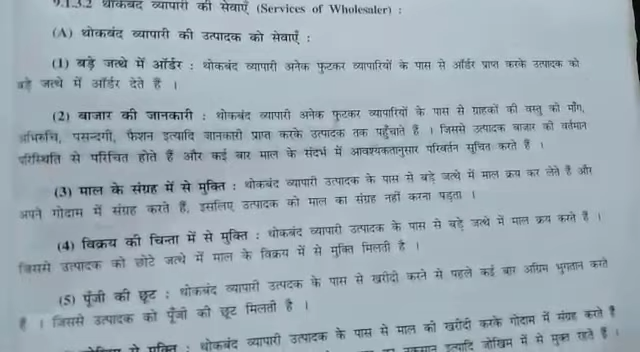 9.1.3.2 थोकबंद व्यापारी की सेवाएँ (Services of Wholesaler) :
(A) थोकबंद व्यापारी की उत्पादक को सेवाएँ :
(1) बड़े जत्थे में ऑर्डर : थोकबंद व्यापारी अनेक फुटकर व्यापारियों के पास से ऑर्डर प्राप्त करके उत्पादक को
बड़े जत्थे में ऑर्डर देते हैं ।
(2) बाजार की जानकारी : थोकबंद व्यापारी अनेक फुटकर व्यापारियों के पास से ग्राहकों की वस्तु की माँग,
अभिरुचि, पसन्दगी, फैशन इत्यादि जानकारी प्राप्त करके उत्पादक तक पहुँचाते हैं । जिससे उत्पादक बाजार की वर्तमान
परिस्थिति से परिचित होते हैं और कई बार माल के संदर्भ में आवश्यकतानुसार परिवर्तन सूचित करते हैं ।
(3) माल के संग्रह में से मुक्ति : थोकबंद व्यापारी उत्पादक के पास से बड़े जत्थे में माल क्रय कर लेते हैं और
अपने गोदाम में संग्रह करते हैं, इसलिए उत्पादक को माल का संग्रह नहीं करना पड़ता ।
(4) विक्रय की चिन्ता में से मुक्ति : थोकबंद व्यापारी उत्पादक के पास से बड़े जत्थे में माल क्रय करते हैं ।
जिससे उत्पादक को छोटे जत्थे में माल के विक्रय में से मुक्ति मिलती है ।
(5) पूँजी की छूट : थोकबंद व्यापारी उत्पदक के पास से खरीदी करने से पहले कई बार अग्रिम भुगतान करते
हैं । जिससे उत्पादक को पूँजी की छूट मिलती है ।
से मुक्ति : थोकबंद व्यापारी उत्पादक के पास से माल की खरीदी करके गोदाम में संग्रह करते हैं
नुकसान इत्यादि जोखिम में से मुक्त रहते हैं ।